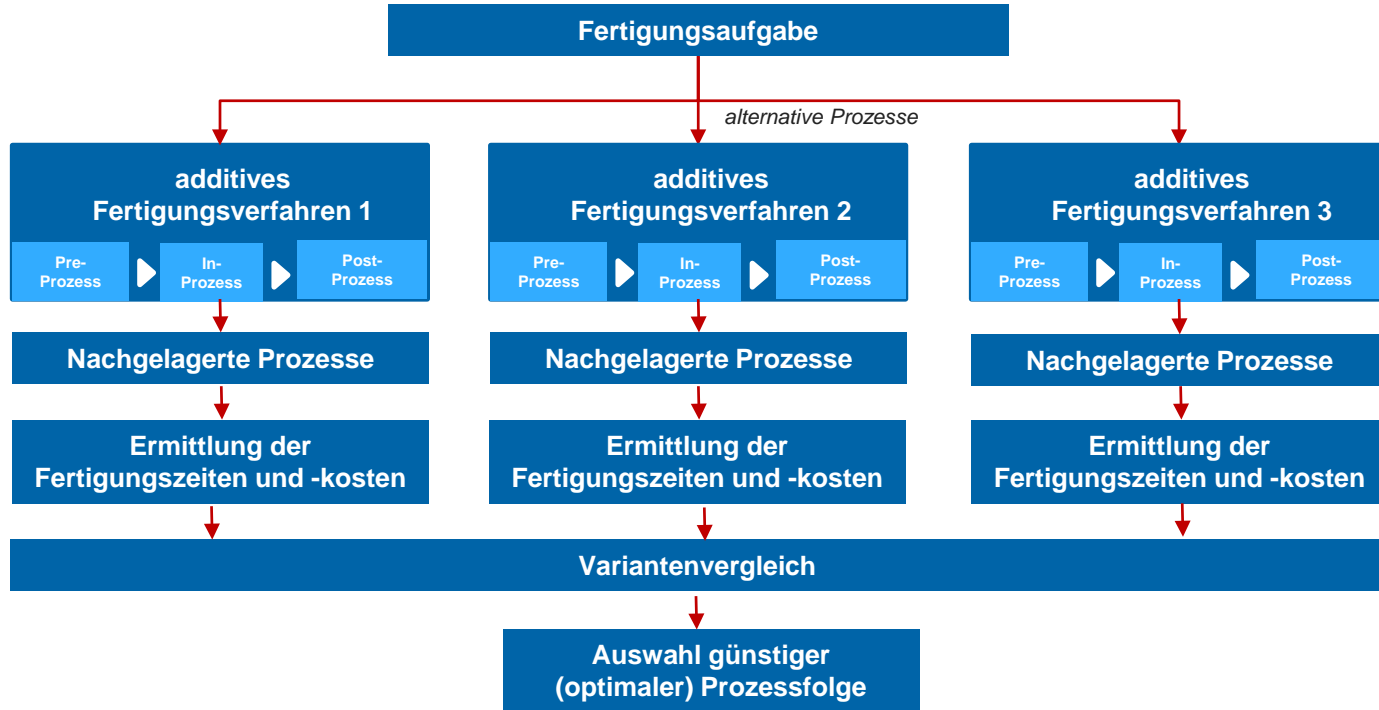 Fertigungsaufgabe
alternative Prozesse
additives
Fertigungsverfahren 1
Pre-
Prozess
In-
Prozess
Post-
Prozess
additives
Fertigungsverfahren 2
Pre-
Prozess
In-
Prozess
Post-
Prozess
additives
Fertigungsverfahren 3
Pre-
Prozess
In-
Prozess
Post-
Prozess
Nachgelagerte Prozesse
Nachgelagerte Prozesse
Nachgelagerte Prozesse
Ermittlung der
Fertigungszeiten und -kosten
Ermittlung der
Fertigungszeiten und -kosten
Ermittlung der
Fertigungszeiten und -kosten
Variantenvergleich
Auswahl günstiger
(optimaler) Prozessfolge